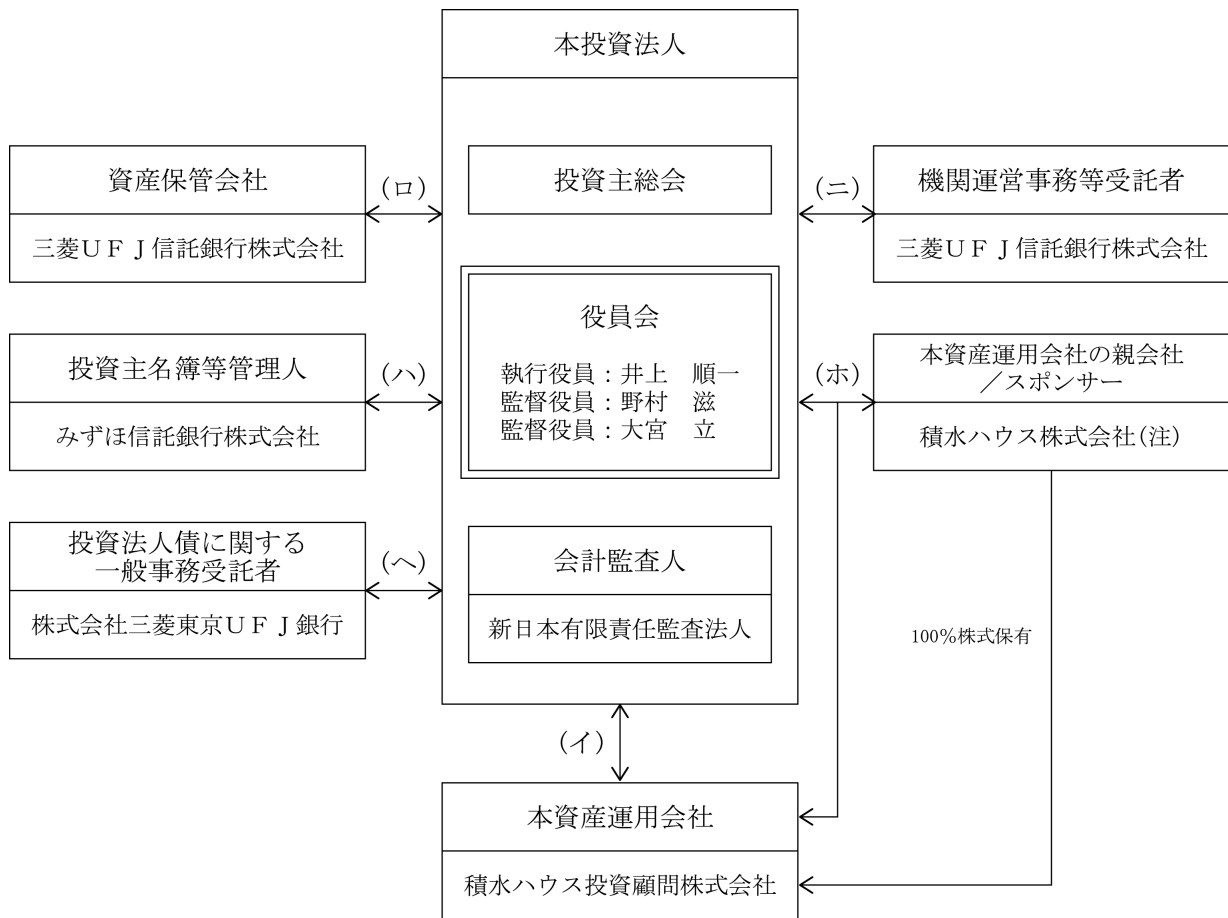 本投資法人
資産保管会社
三菱ＵＦＪ信託銀行株式会社
(ロ)
投資主総会
(ニ)
機関運営事務等受託者
三菱ＵＦＪ信託銀行株式会社
投資主名簿等管理人
みずほ信託銀行株式会社
(ハ)
役員会
執行役員：井上　順一
監督役員：野村　滋
監督役員：大宮　立
(ホ)
本資産運用会社の親会社
／スポンサー
積水ハウス株式会社(注)
投資法人債に関する
一般事務受託者
株式会社三菱東京ＵＦＪ銀行
(ヘ)
会計監査人
新日本有限責任監査法人
100％株式保有
(イ)
本資産運用会社
積水ハウス投資顧問株式会社